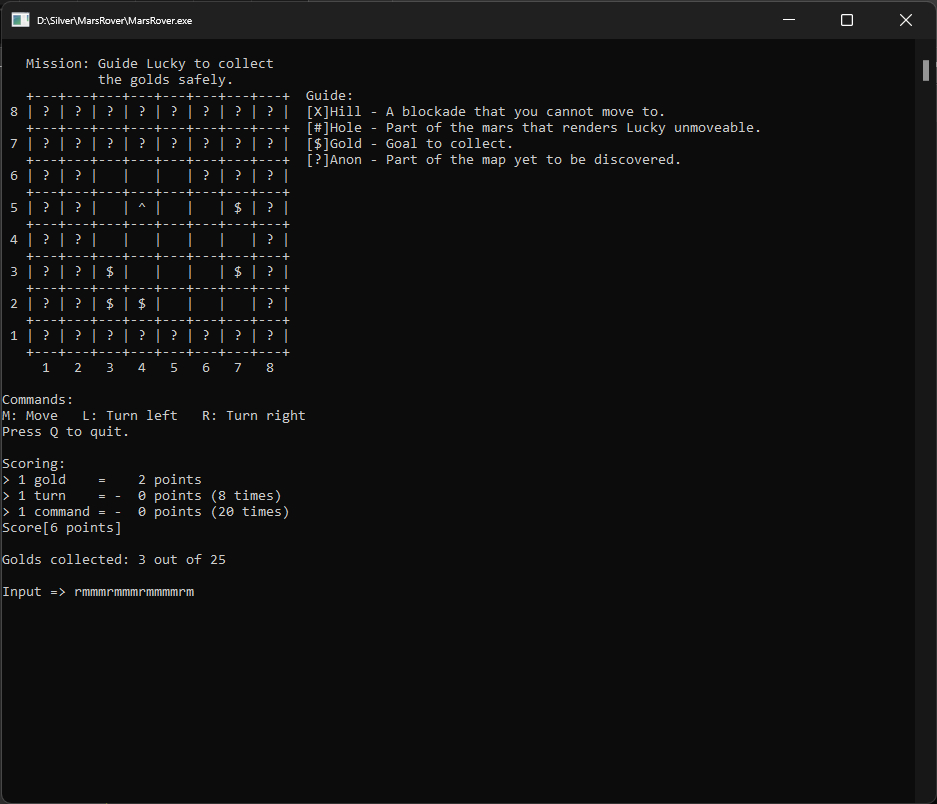 D:\Silver\MarsRover\MarsRover.exe
   Mission: Guide Lucky to collect
            the golds safely.
   +---+---+---+---+---+---+---+---+  Guide:
 8 | ? | ? | ? | ? | ? | ? | ? | ? |  [X]Hill - A blockade that you cannot move to.
   +---+---+---+---+---+---+---+---+  [#]Hole - Part of the mars that renders Lucky unmoveable.
 7 | ? | ? | ? | ? | ? | ? | ? | ? |  [$]Gold - Goal to collect.
   +---+---+---+---+---+---+---+---+  [?]Anon - Part of the map yet to be discovered.
 6 | ? | ? |   |   |   | ? | ? | ? |
   +---+---+---+---+---+---+---+---+
 5 | ? | ? |   | ^ |   |   | $ | ? |
   +---+---+---+---+---+---+---+---+
 4 | ? | ? |   |   |   |   |   | ? |
   +---+---+---+---+---+---+---+---+
 3 | ? | ? | $ |   |   |   | $ | ? |
   +---+---+---+---+---+---+---+---+
 2 | ? | ? | $ | $ |   |   |   | ? |
   +---+---+---+---+---+---+---+---+
 1 | ? | ? | ? | ? | ? | ? | ? | ? |
   +---+---+---+---+---+---+---+---+
     1   2   3   4   5   6   7   8
Commands:
M: Move   L: Turn left   R: Turn right
Press Q to quit.
Scoring:
> 1 gold    =    2 points
> 1 turn    = -  0 points (8 times)
> 1 command = -  0 points (20 times)
Score[6 points]
Golds collected: 3 out of 25
Input => rmmmrmmmrmmmmrm